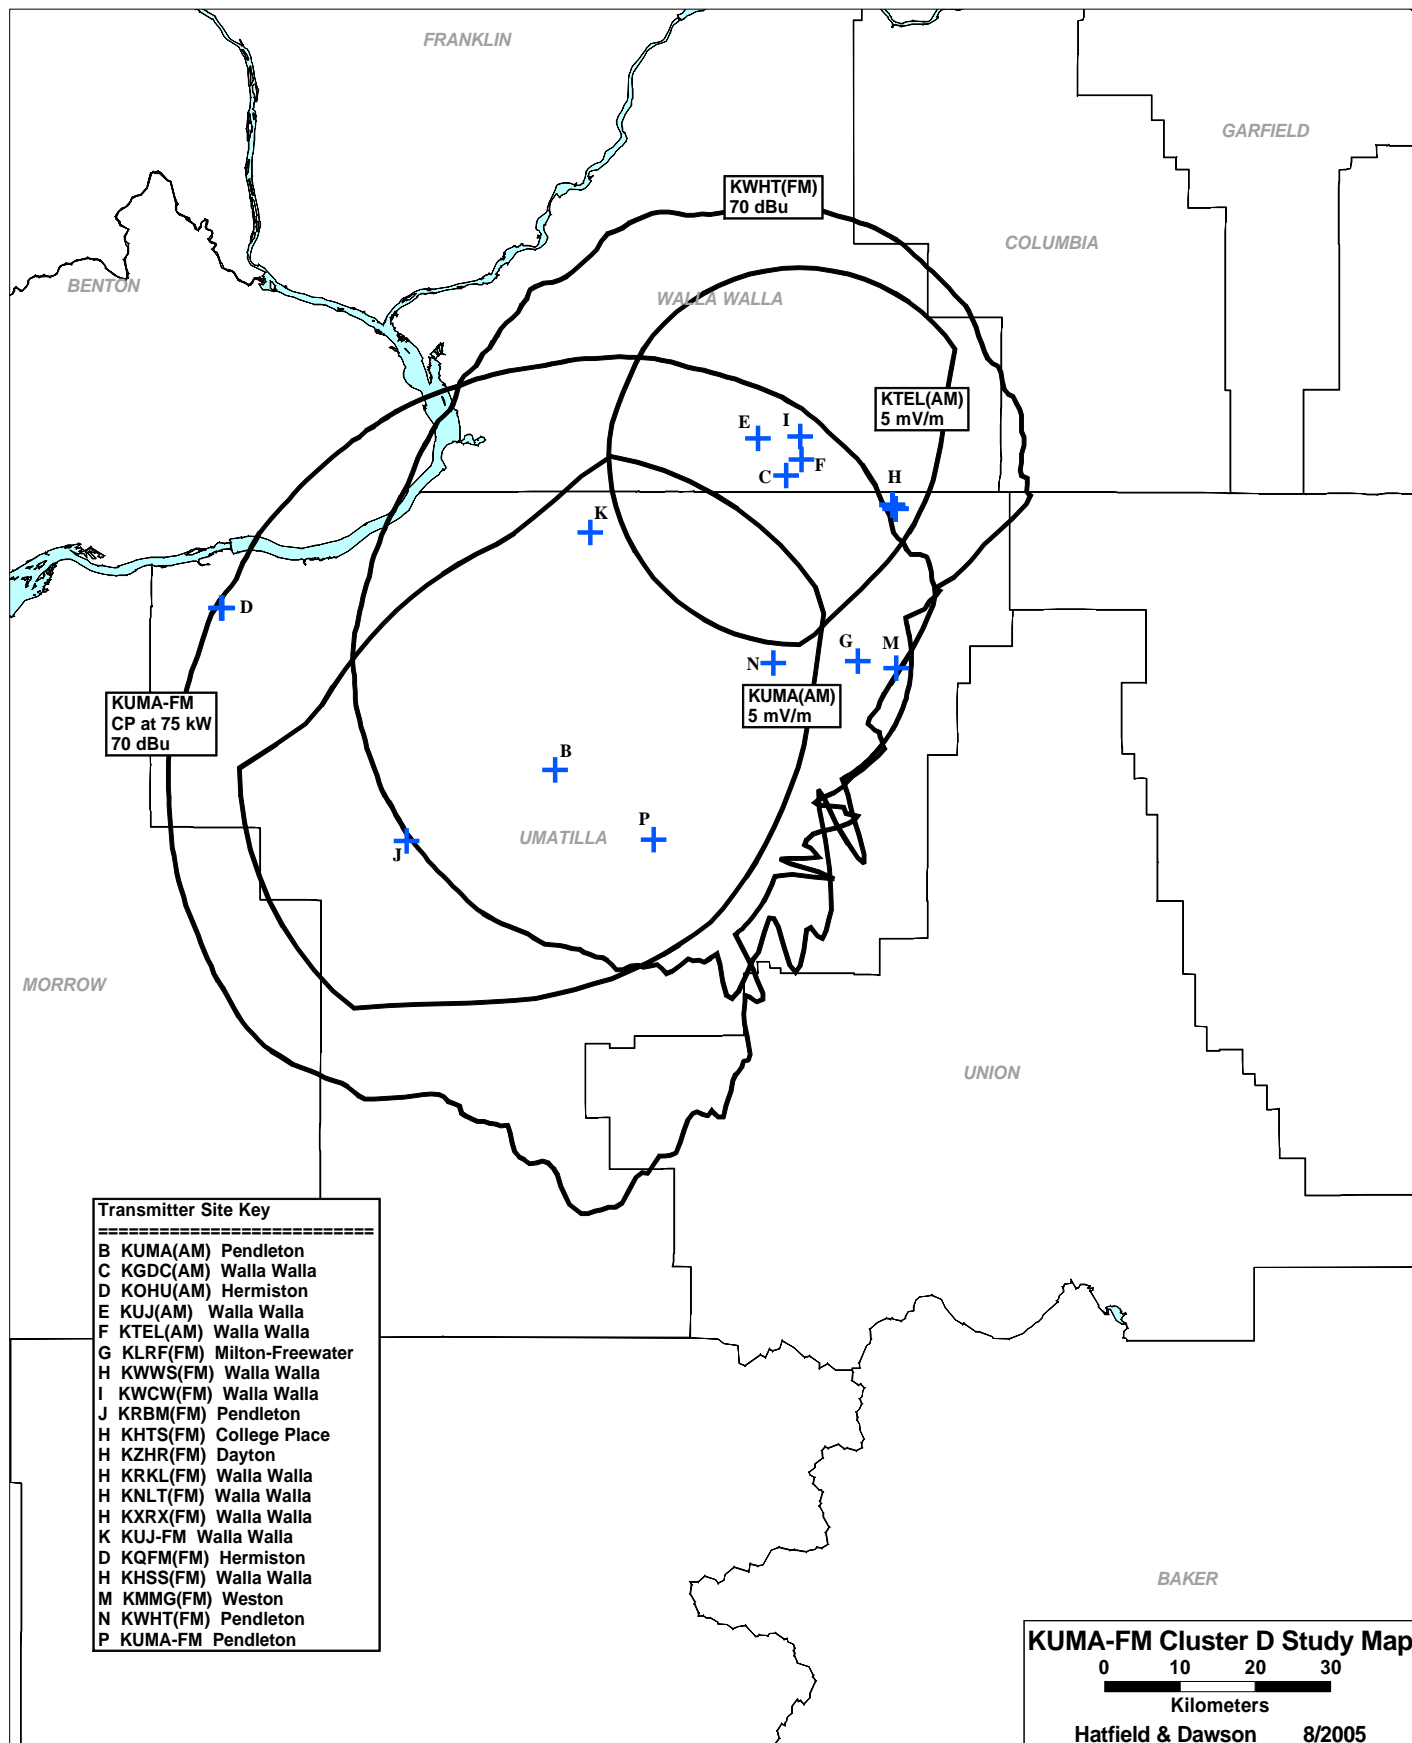 FRANKLIN
GARFIELD
KWHT(FM)
70 dBu
COLUMBIA
BENTON
WALLA WALLA
KTEL(AM)
5 mV/m
E
I
F
C
H
K
D
G
M
N
KUMA-FM
CP at 75 kW
70 dBu
KUMA(AM)
5 mV/m
B
P
UMATILLA
J
MORROW
UNION
Transmitter Site Key
===========================
B KUMA(AM) Pendleton
C KGDC(AM) Walla Walla
D KOHU(AM) Hermiston
E KUJ(AM) Walla Walla
F KTEL(AM) Walla Walla
G KLRF(FM) Milton-Freewater
H KWWS(FM) Walla Walla
I KWCW(FM) Walla Walla
J KRBM(FM) Pendleton
H KHTS(FM) College Place
H KZHR(FM) Dayton
H KRKL(FM) Walla Walla
H KNLT(FM) Walla Walla
H KXRX(FM) Walla Walla
K KUJ-FM Walla Walla
D KQFM(FM) Hermiston
H KHSS(FM) Walla Walla
M KMMG(FM) Weston
N KWHT(FM) Pendleton
P KUMA-FM Pendleton
BAKER
KUMA-FM Cluster D Study Map
0 10 20 30
Kilometers
Hatfield & Dawson 8/2005